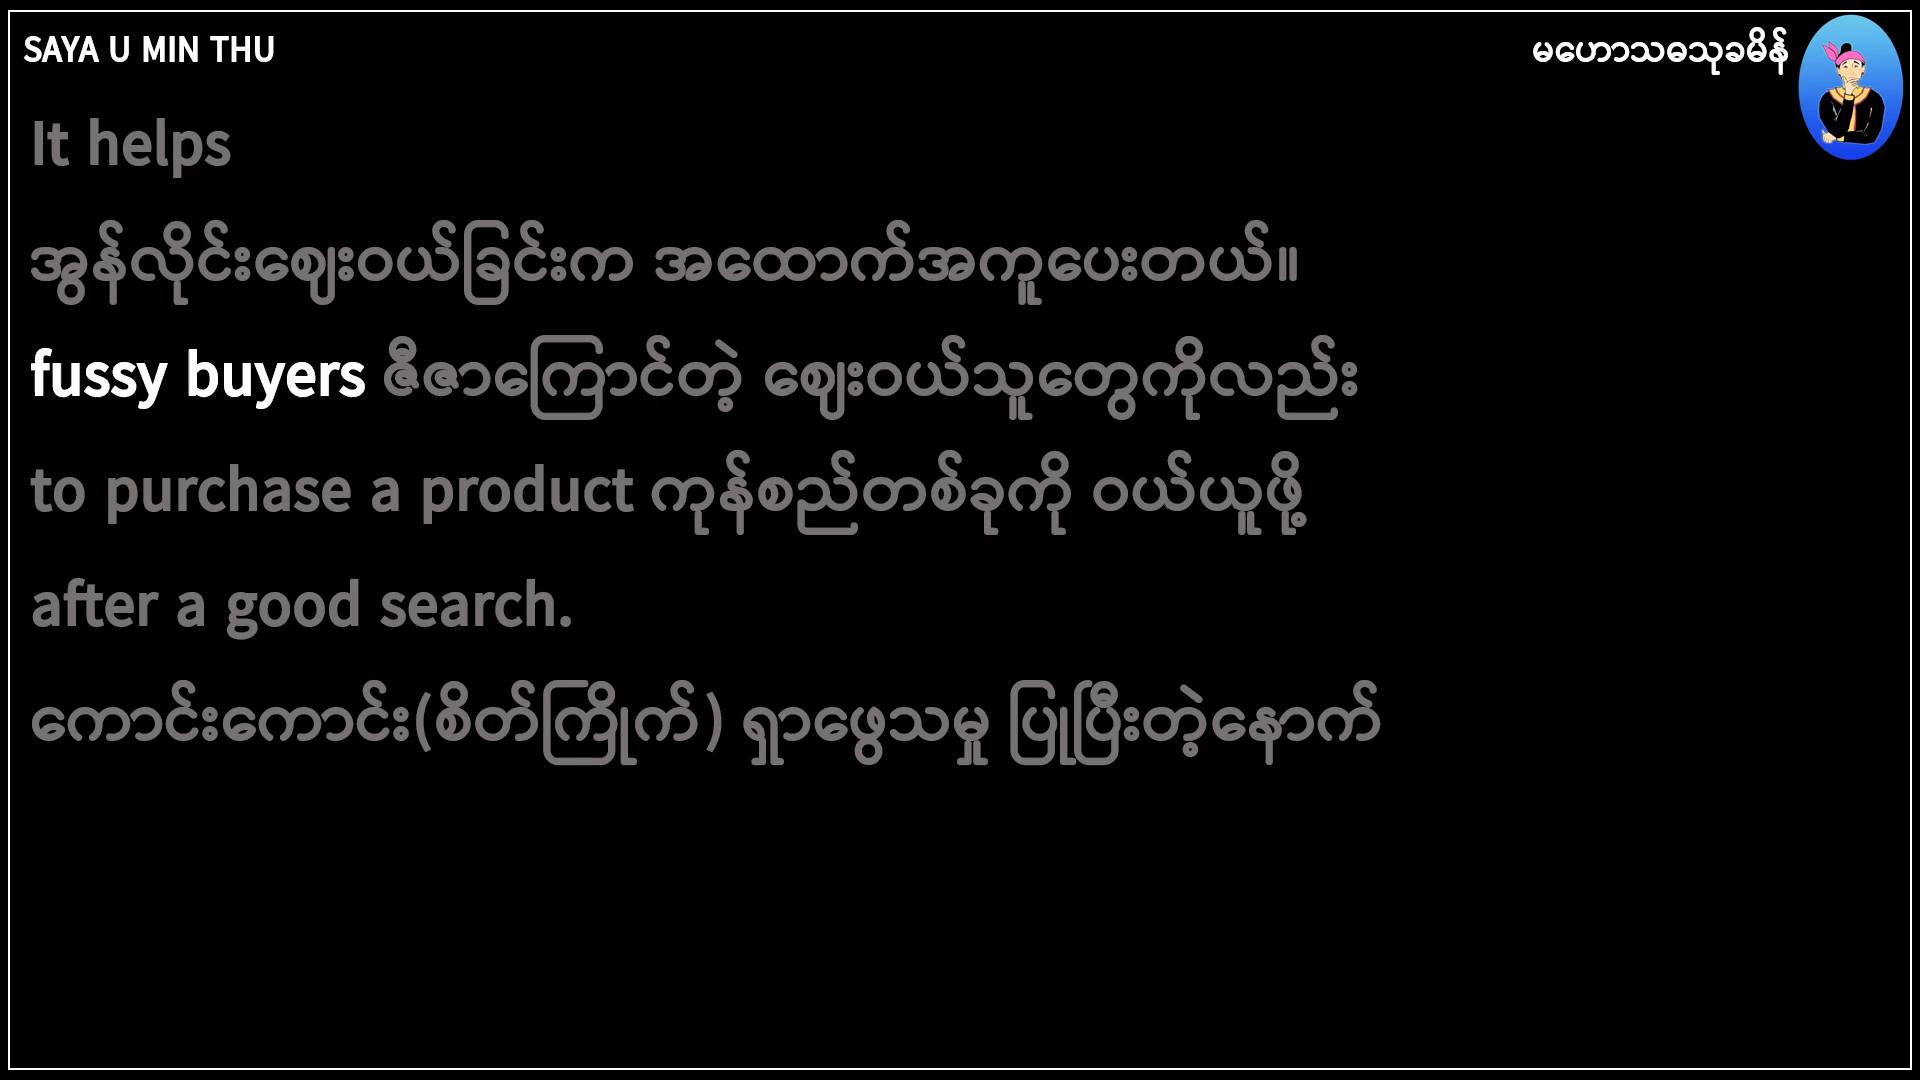 SAYA U MIN THU
မဟောသဓသုခမိန်
It helps
အွန်လိုင်းဈေးဝယ်ခြင်းက အထောက်အကူပေးတယ်။
fussy buyers ဇီဇာကြောင်တဲ့ ဈေးဝယ်သူတွေကိုလည်း
to purchase a product ကုန်စည်တစ်ခုကို ဝယ်ယူဖို့
after a good search.
ကောင်းကောင်း(စိတ်ကြိုက်) ရှာဖွေသမှု ပြုပြီးတဲ့နောက်